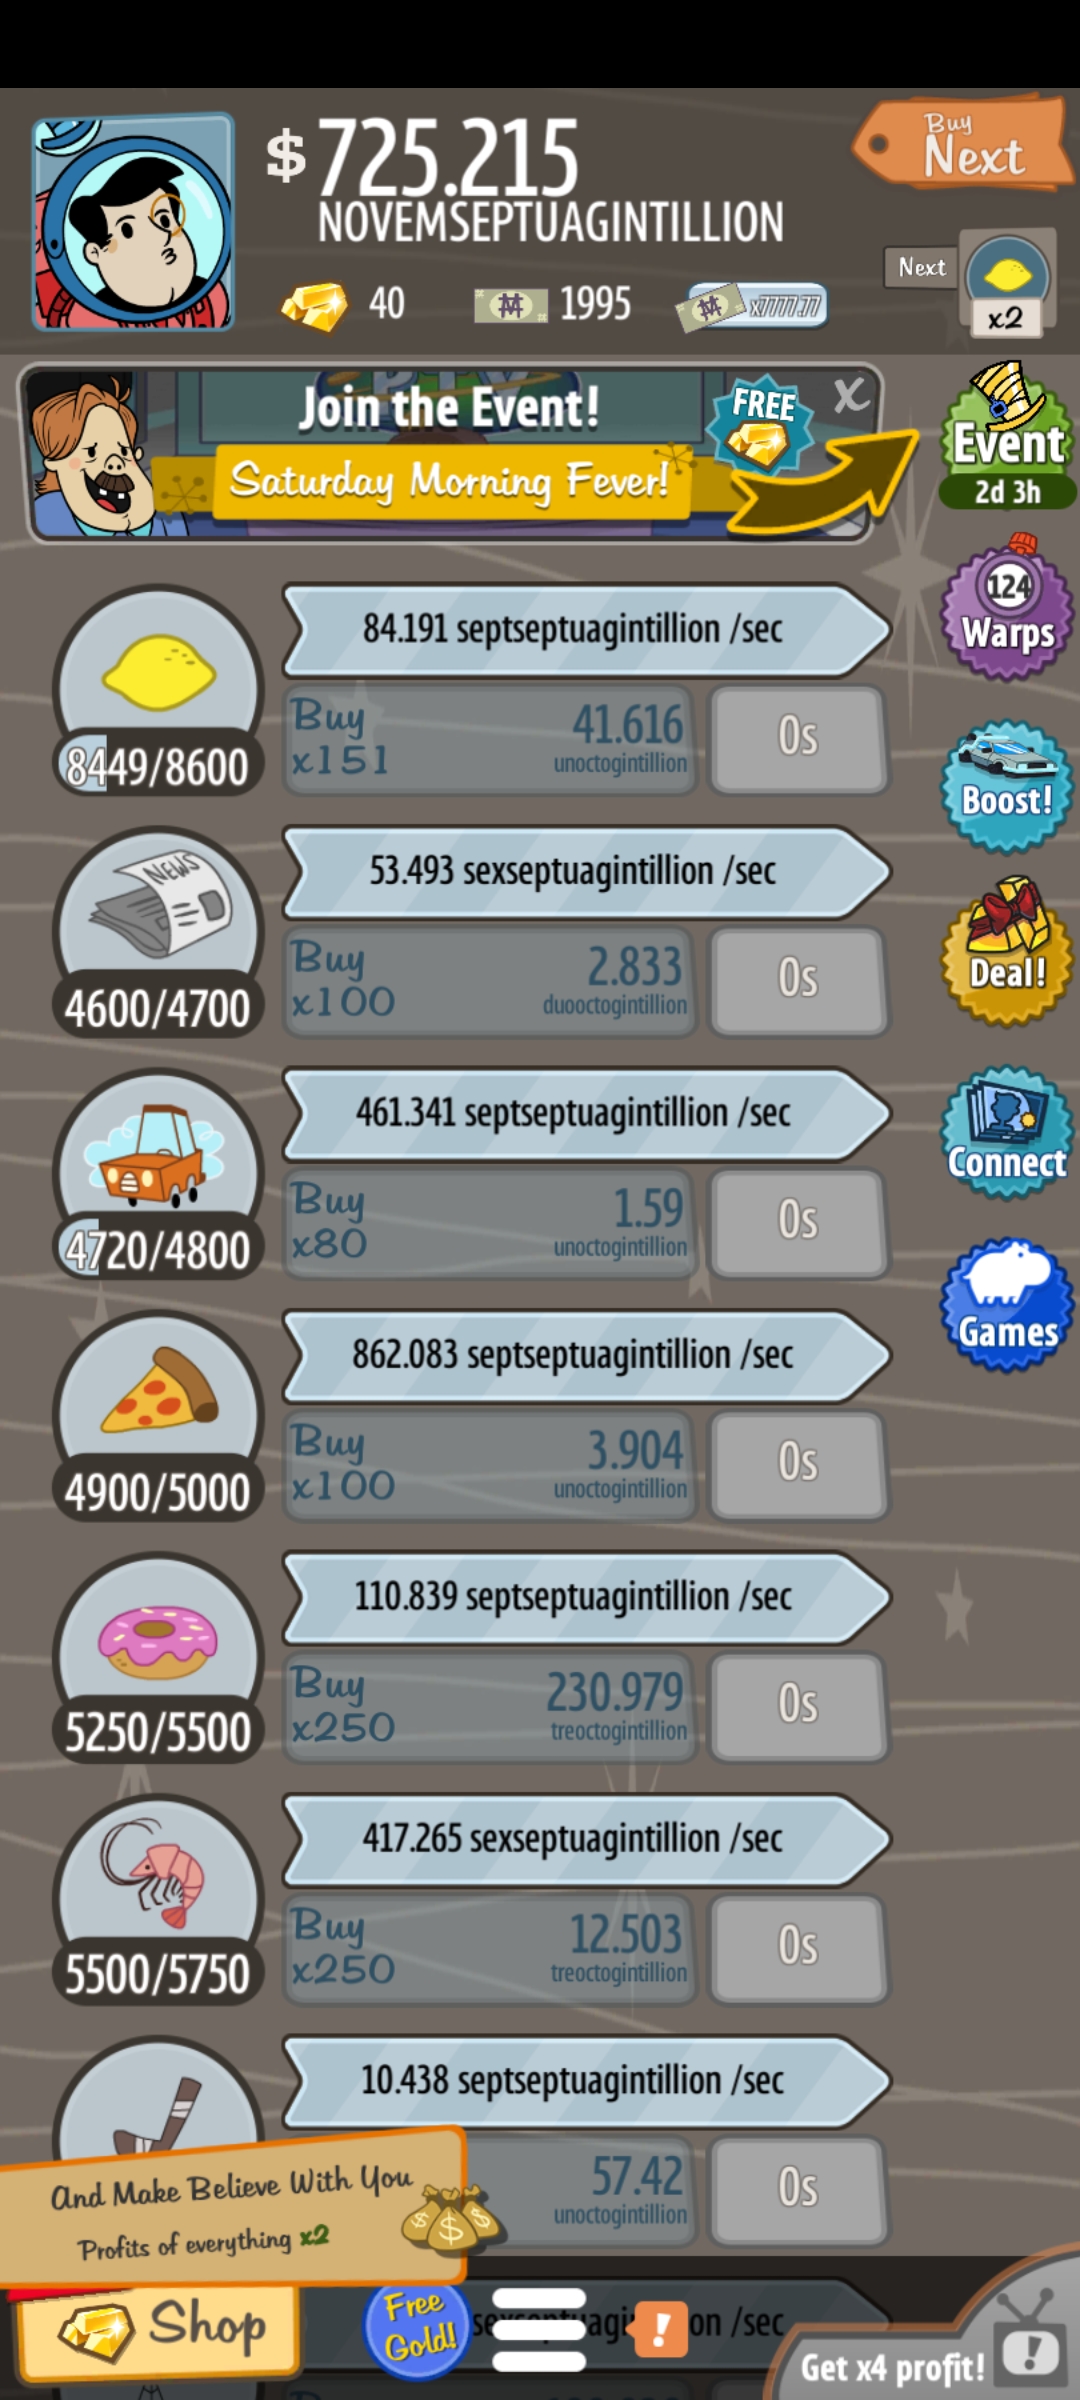 $725.215
NOVEMSEPTUAGINTILLION
Buy
Next
40
1995
x7777.77
Next
x2
Join the Event!
FREE
X
Saturday Morning Fever!
Event
2d 3h
124
Warps
Boost!
Deal!
Connect
Games
84.191 septseptuagintillion /sec
8449/8600
Buy
x151
41.616
unoctogintillion
0s
NEWS
53.493 sexseptuagintillion /sec
4600/4700
Buy
x100
2.833
duooctogintillion
0s
461.341 septseptuagintillion /sec
4720/4800
Buy
x80
1.59
unoctogintillion
0s
862.083 septseptuagintillion /sec
4900/5000
Buy
x100
3.904
unoctogintillion
0s
110.839 septseptuagintillion /sec
5250/5500
Buy
x250
230.979
treoctogintillion
0s
417.265 sexseptuagintillion /sec
5500/5750
Buy
x250
12.503
treoctogintillion
0s
10.438 septseptuagintillion /sec
57.42
unoctogintillion
0s
And Make Believe With You
Profits of everything x2
Shop
Free
Gold!
!
on /sec
Get x4 profit!
!